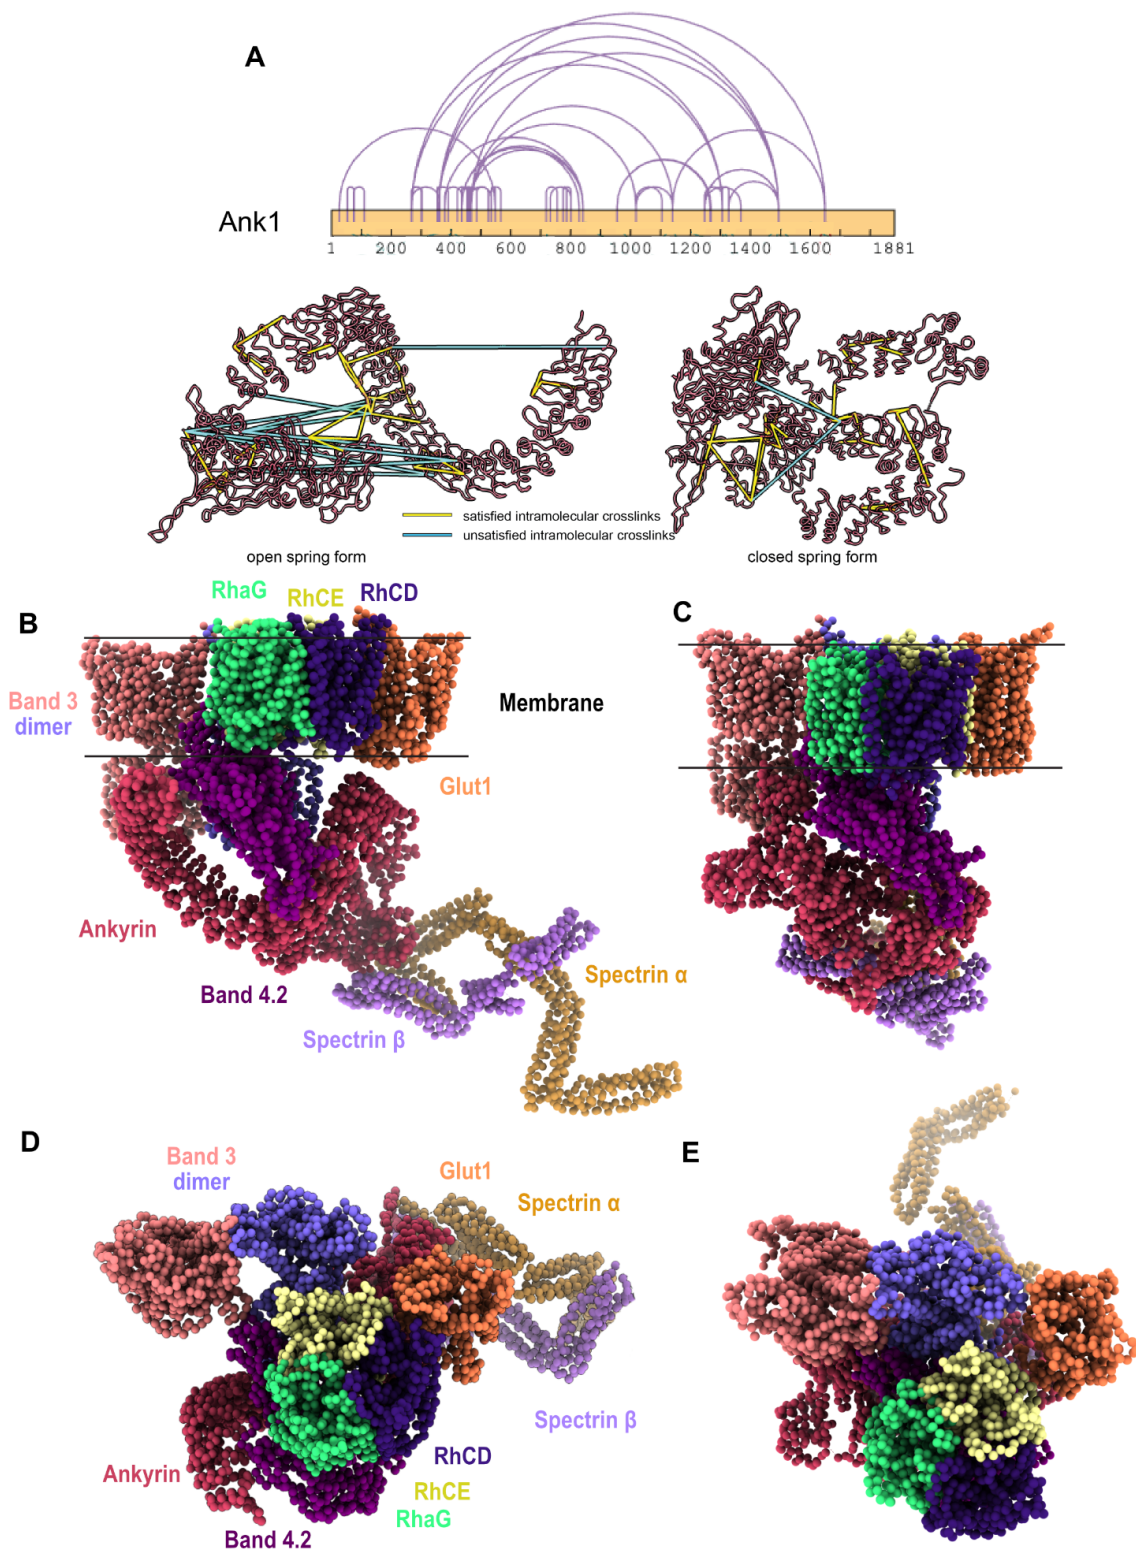 A
Ank1
1 200 400 600 800 1000 1200 1400 1600 1881
satisfied intramolecular crosslinks
unsatisfied intramolecular crosslinks
open spring form
closed spring form
B
RhaG
RhCE
RhCD
C
Band 3
dimer
Membrane
Glut1
Ankyrin
Band 4.2
Spectrin α
Spectrin β
D
Band 3
dimer
Glut1
Spectrin α
E
Spectrin β
RhCD
Ankyrin
RhCE
RhaG
Band 4.2